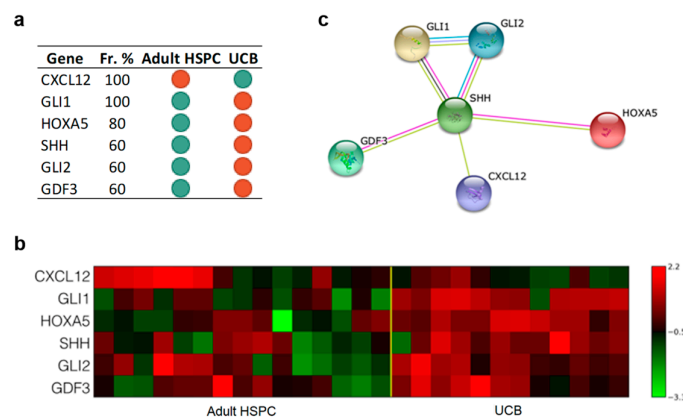 a
Gene Fr. % Adult HSPC UCB
CXCL12 100
GLI1 100
HOXA5 80
SHH 60
GLI2 60
GDF3 60
c
GLI1
GLI2
SHH
HOXA5
GDF3
CXCL12
b
CXCL12
GLI1
HOXA5
SHH
GLI2
GDF3
Adult HSPC UCB
2.2
-0.5
-3.3